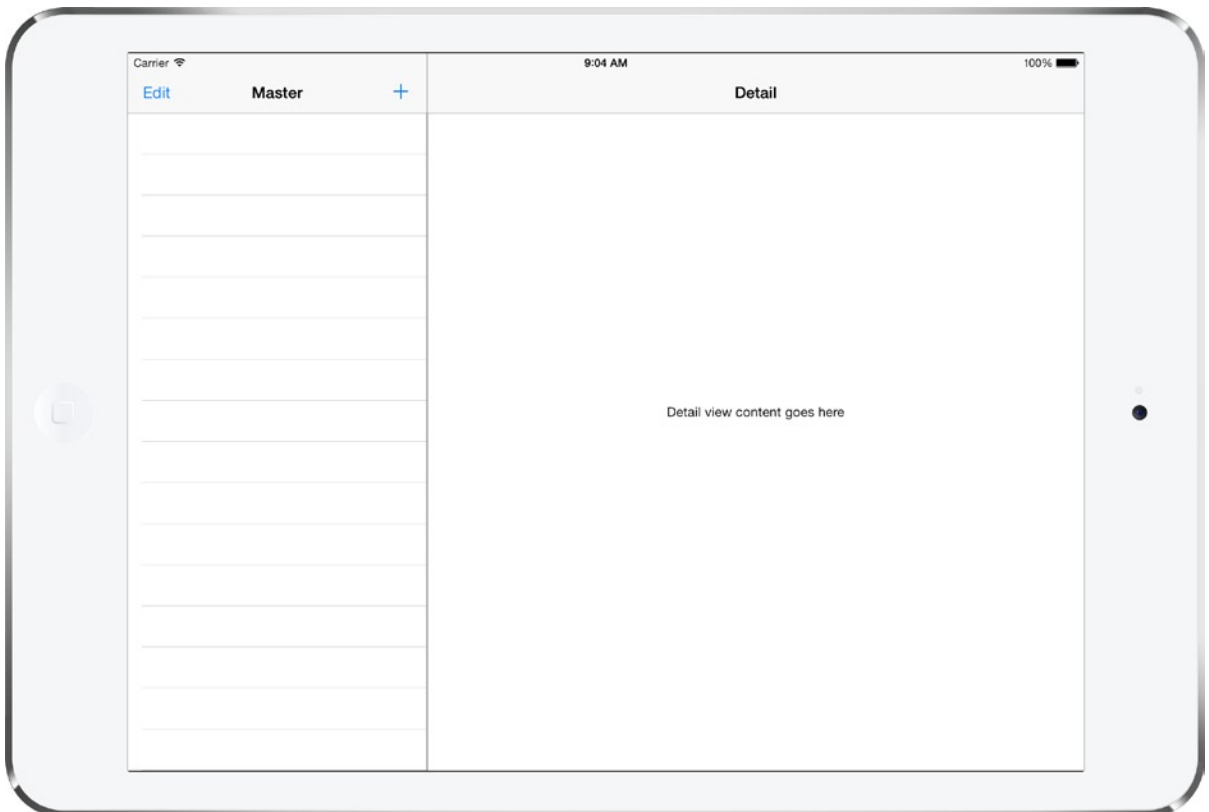 Carrier
9:04 AM
100%
Edit
Master
+
Detail
Detail view content goes here